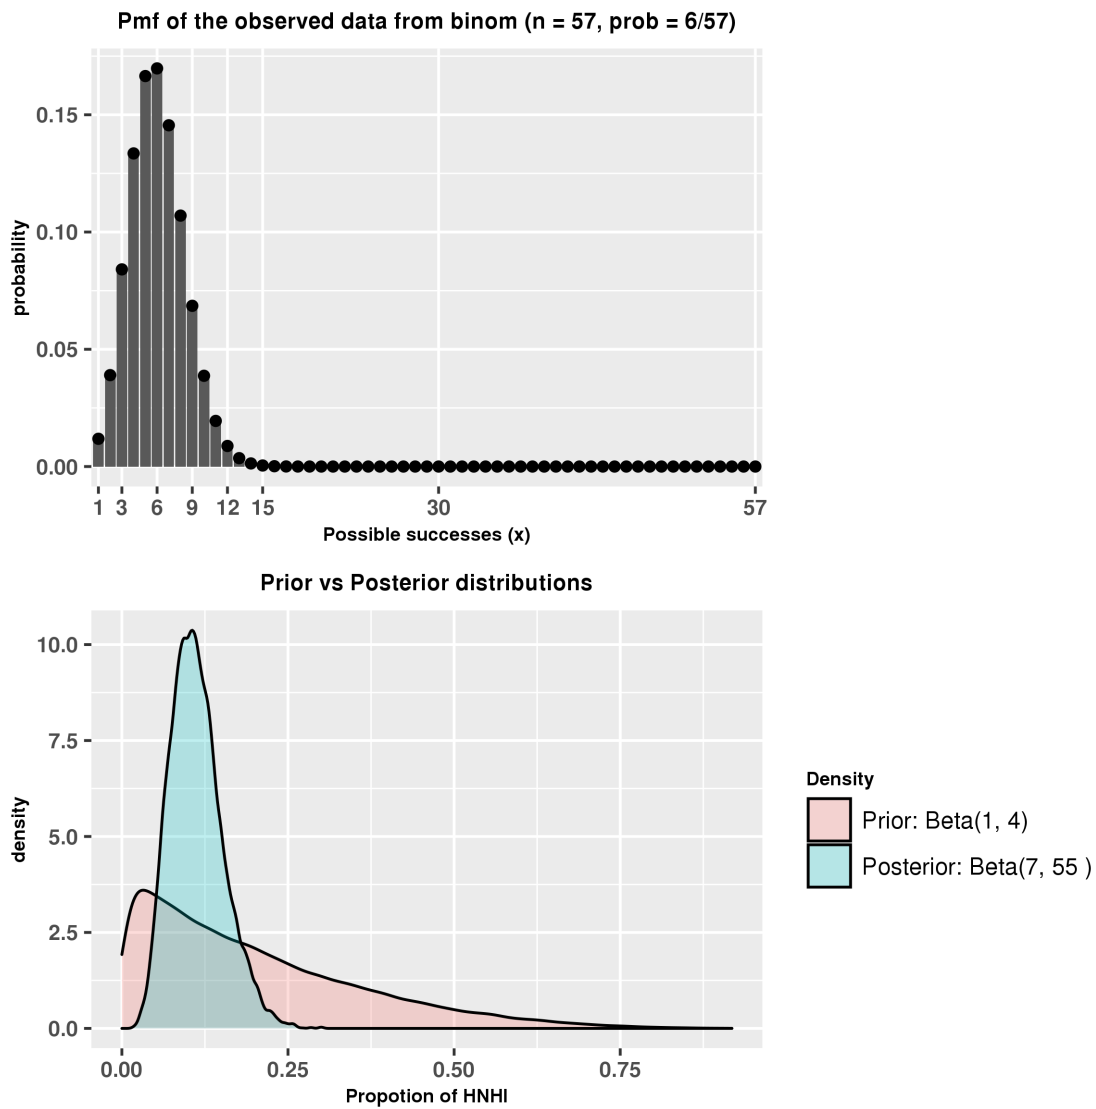 Pmf of the observed data from binom (n = 57, prob = 6/57)
probability
0.15
0.10
0.05
0.00
1 3 6 9 12 15 30 57
Possible successes (x)
Prior vs Posterior distributions
density
10.0
7.5
5.0
2.5
0.0
0.00 0.25 0.50 0.75
Propotion of HNHI
Density
Prior: Beta(1, 4)
Posterior: Beta(7, 55 )